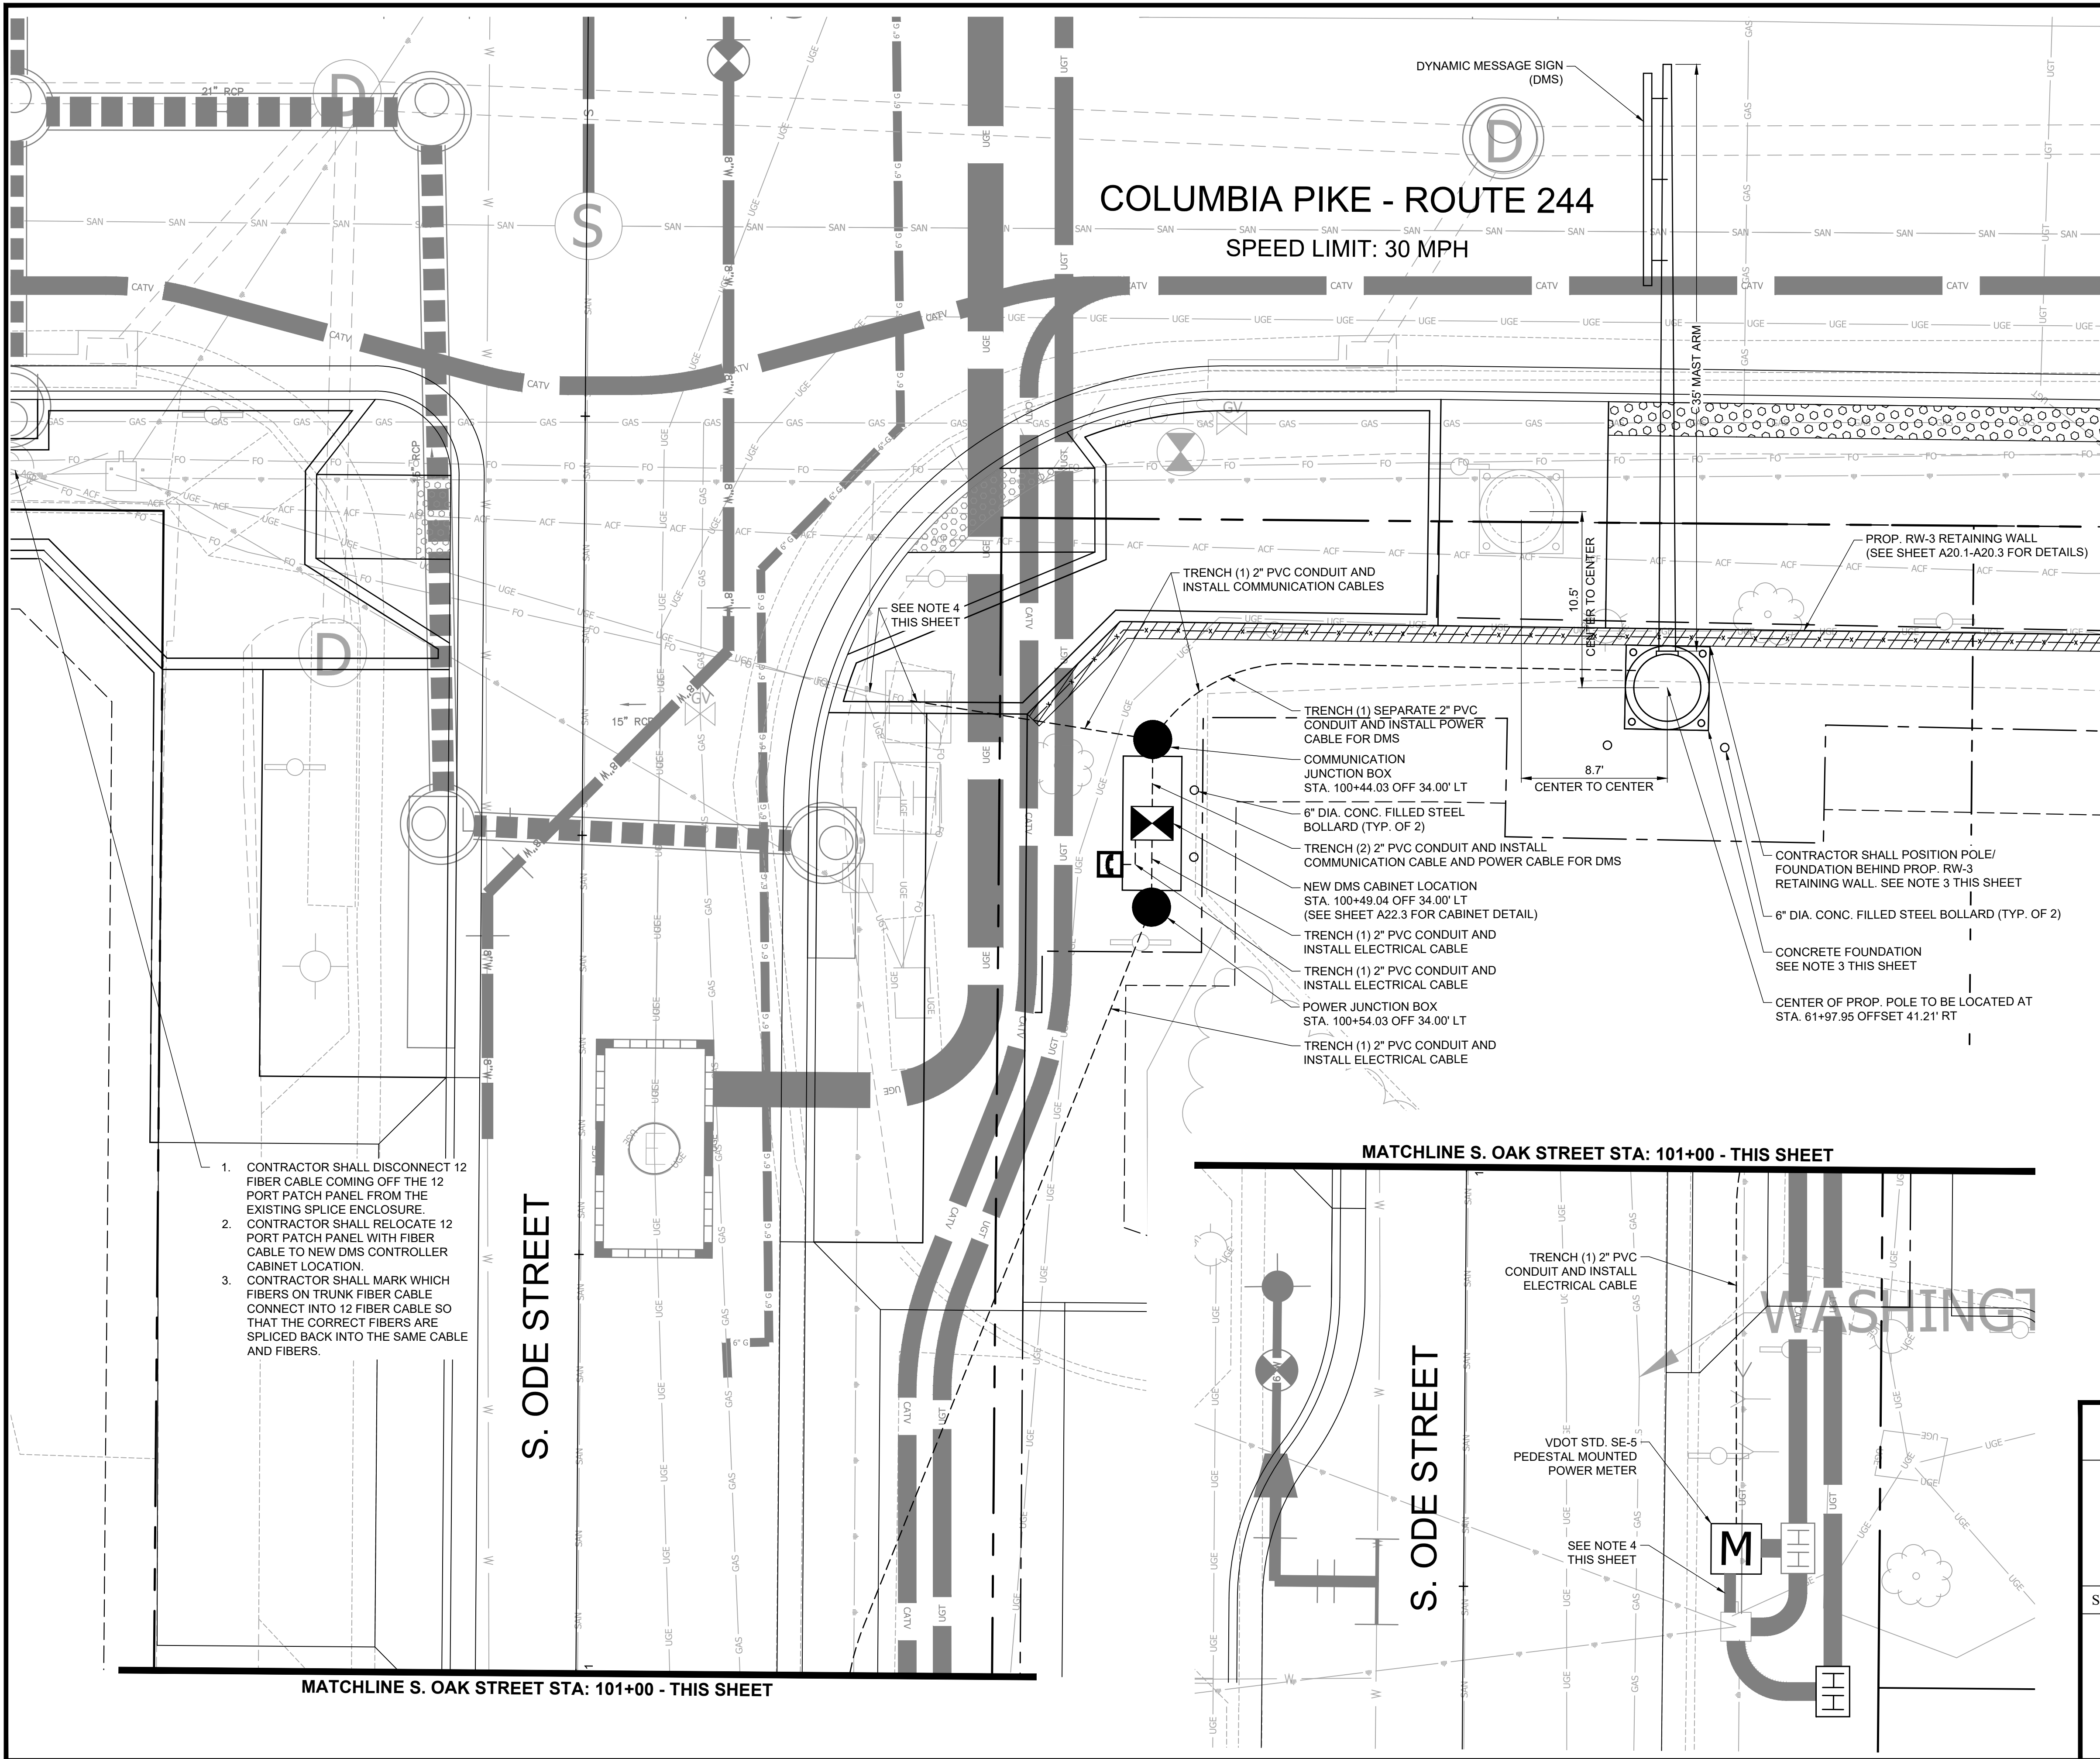 DYNAMIC MESSAGE SIGN
(DMS)
COLUMBIA PIKE - ROUTE 244
SPEED LIMIT: 30 MPH
21" RCP
35' MAST ARM
10.5'
CENTER TO CENTER
PROP. RW-3 RETAINING WALL
(SEE SHEET A20.1-A20.3 FOR DETAILS)
TRENCH (1) 2" PVC CONDUIT AND
INSTALL COMMUNICATION CABLES
SEE NOTE 4
THIS SHEET
15" RCP
TRENCH (1) SEPARATE 2" PVC
CONDUIT AND INSTALL POWER
CABLE FOR DMS
COMMUNICATION
JUNCTION BOX
STA. 100+44.03 OFF 34.00' LT
6" DIA. CONC. FILLED STEEL
BOLLARD (TYP. OF 2)
TRENCH (2) 2" PVC CONDUIT AND INSTALL
COMMUNICATION CABLE AND POWER CABLE FOR DMS
NEW DMS CABINET LOCATION
STA. 100+49.04 OFF 34.00' LT
(SEE SHEET A22.3 FOR CABINET DETAIL)
TRENCH (1) 2" PVC CONDUIT AND
INSTALL ELECTRICAL CABLE
TRENCH (1) 2" PVC CONDUIT AND
INSTALL ELECTRICAL CABLE
POWER JUNCTION BOX
STA. 100+54.03 OFF 34.00' LT
TRENCH (1) 2" PVC CONDUIT AND
INSTALL ELECTRICAL CABLE
8.7'
CENTER TO CENTER
CONTRACTOR SHALL POSITION POLE/
FOUNDATION BEHIND PROP. RW-3
RETAINING WALL. SEE NOTE 3 THIS SHEET
6" DIA. CONC. FILLED STEEL BOLLARD (TYP. OF 2)
CONCRETE FOUNDATION
SEE NOTE 3 THIS SHEET
CENTER OF PROP. POLE TO BE LOCATED AT
STA. 61+97.95 OFFSET 41.21' RT
1. CONTRACTOR SHALL DISCONNECT 12
FIBER CABLE COMING OFF THE 12
PORT PATCH PANEL FROM THE
EXISTING SPLICE ENCLOSURE.
2. CONTRACTOR SHALL RELOCATE 12
PORT PATCH PANEL WITH FIBER
CABLE TO NEW DMS CONTROLLER
CABINET LOCATION.
3. CONTRACTOR SHALL MARK WHICH
FIBERS ON TRUNK FIBER CABLE
CONNECT INTO 12 FIBER CABLE SO
THAT THE CORRECT FIBERS ARE
SPLICED BACK INTO THE SAME CABLE
AND FIBERS.
S. ODE STREET
MATCHLINE S. OAK STREET STA: 101+00 - THIS SHEET
MATCHLINE S. OAK STREET STA: 101+00 - THIS SHEET
TRENCH (1) 2" PVC
CONDUIT AND INSTALL
ELECTRICAL CABLE
S. ODE STREET
VDOT STD. SE-5
PEDESTAL MOUNTED
POWER METER
SEE NOTE 4
THIS SHEET
M